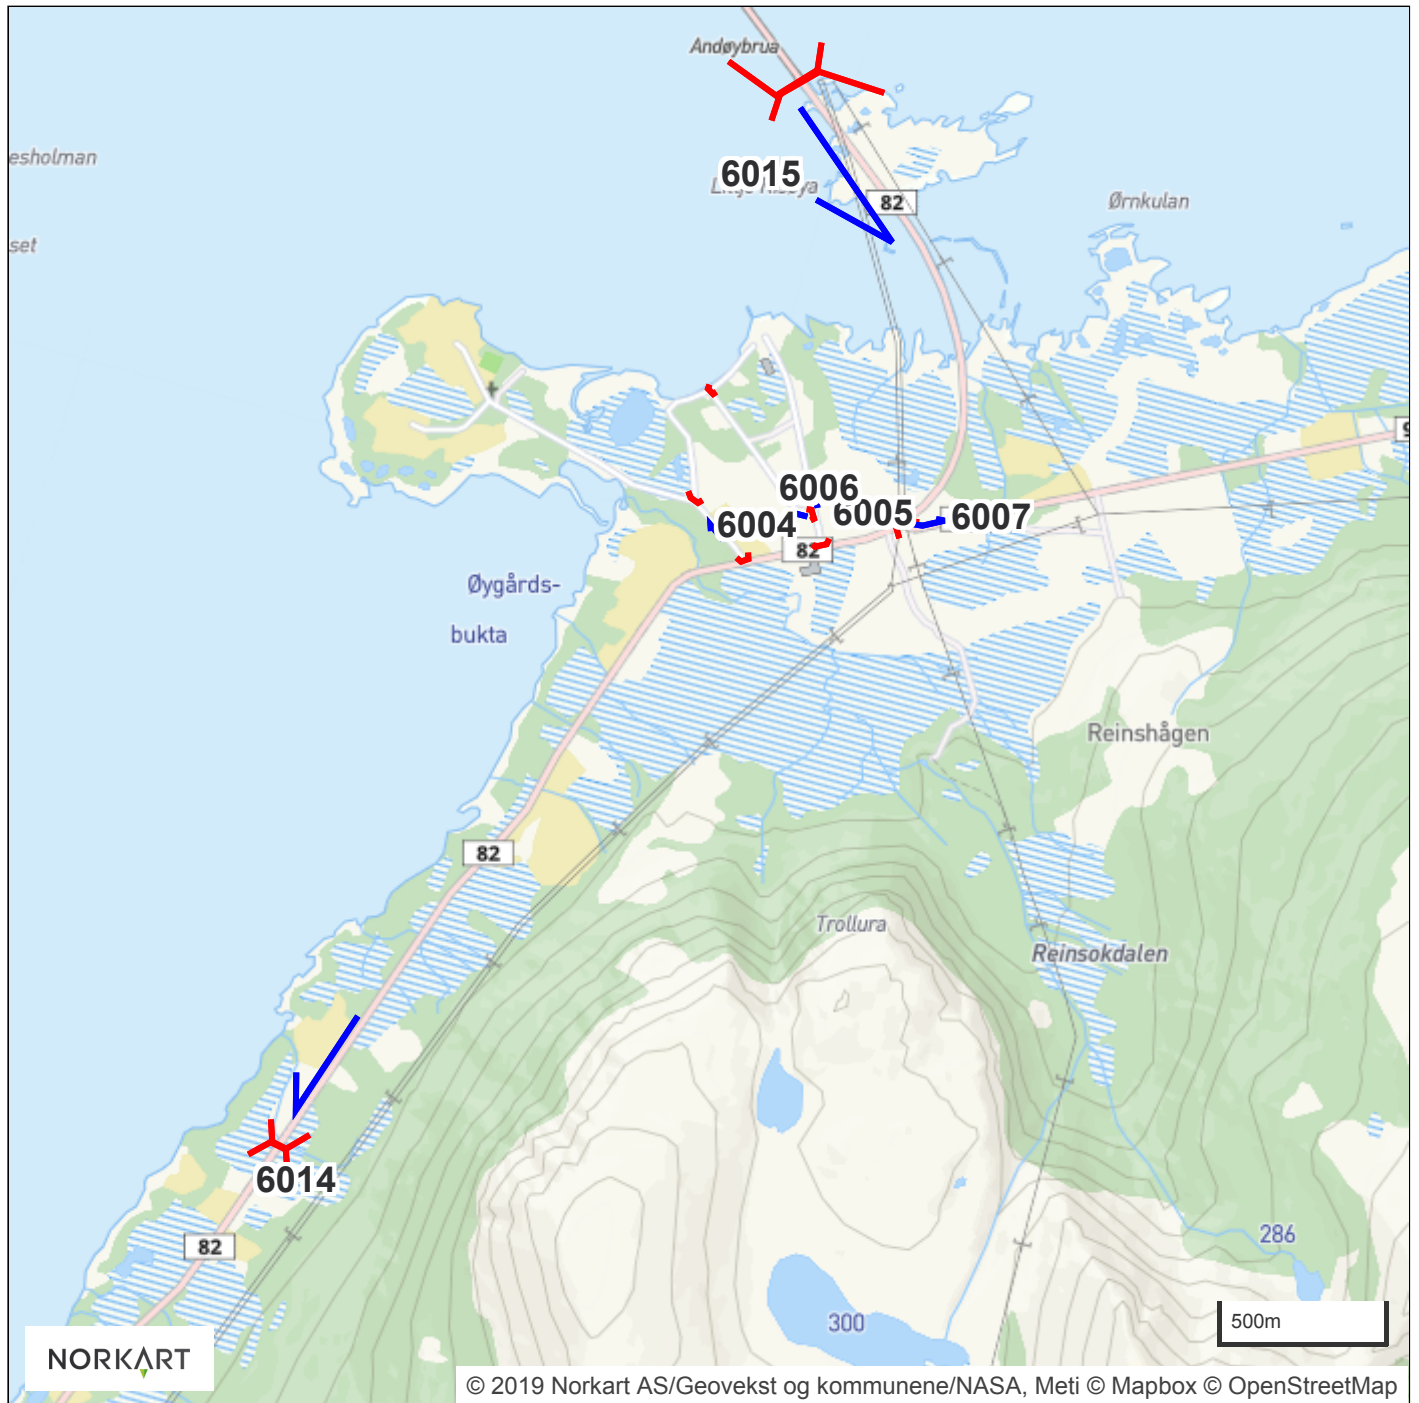 Andøybrua
esholman
6015
82
Ørnkulan
set
9
6006
6004
6005
6007
82
Øygårds-
bukta
Reinshågen
82
Trollura
Reinsokdalen
6014
82
286
300
500m
NORKART
© 2019 Norkart AS/Geovekst og kommunene/NASA, Meti © Mapbox © OpenStreetMap